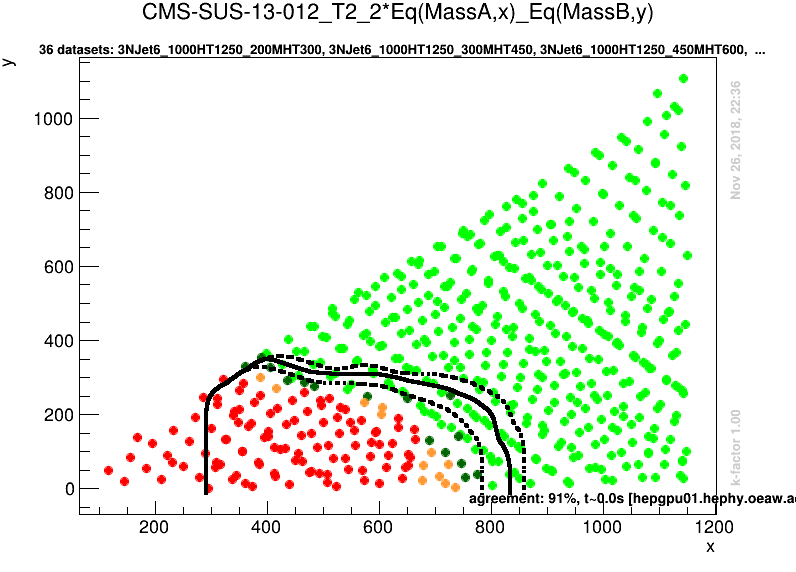 CMS-SUS-13-012_T2_2*Eq(MassA,x)_Eq(MassB,y)
36 datasets: 3NJet6_1000HT1250_200MHT300, 3NJet6_1000HT1250_300MHT450, 3NJet6_1000HT1250_450MHT600, ...
y
1000
800
600
400
200
0
Nov 26, 2018, 22:36
k-factor 1.00
agreement: 91%, t~0.0s [hepgpu01.hephy.oeaw.a
200 400 600 800 1000 1200
x